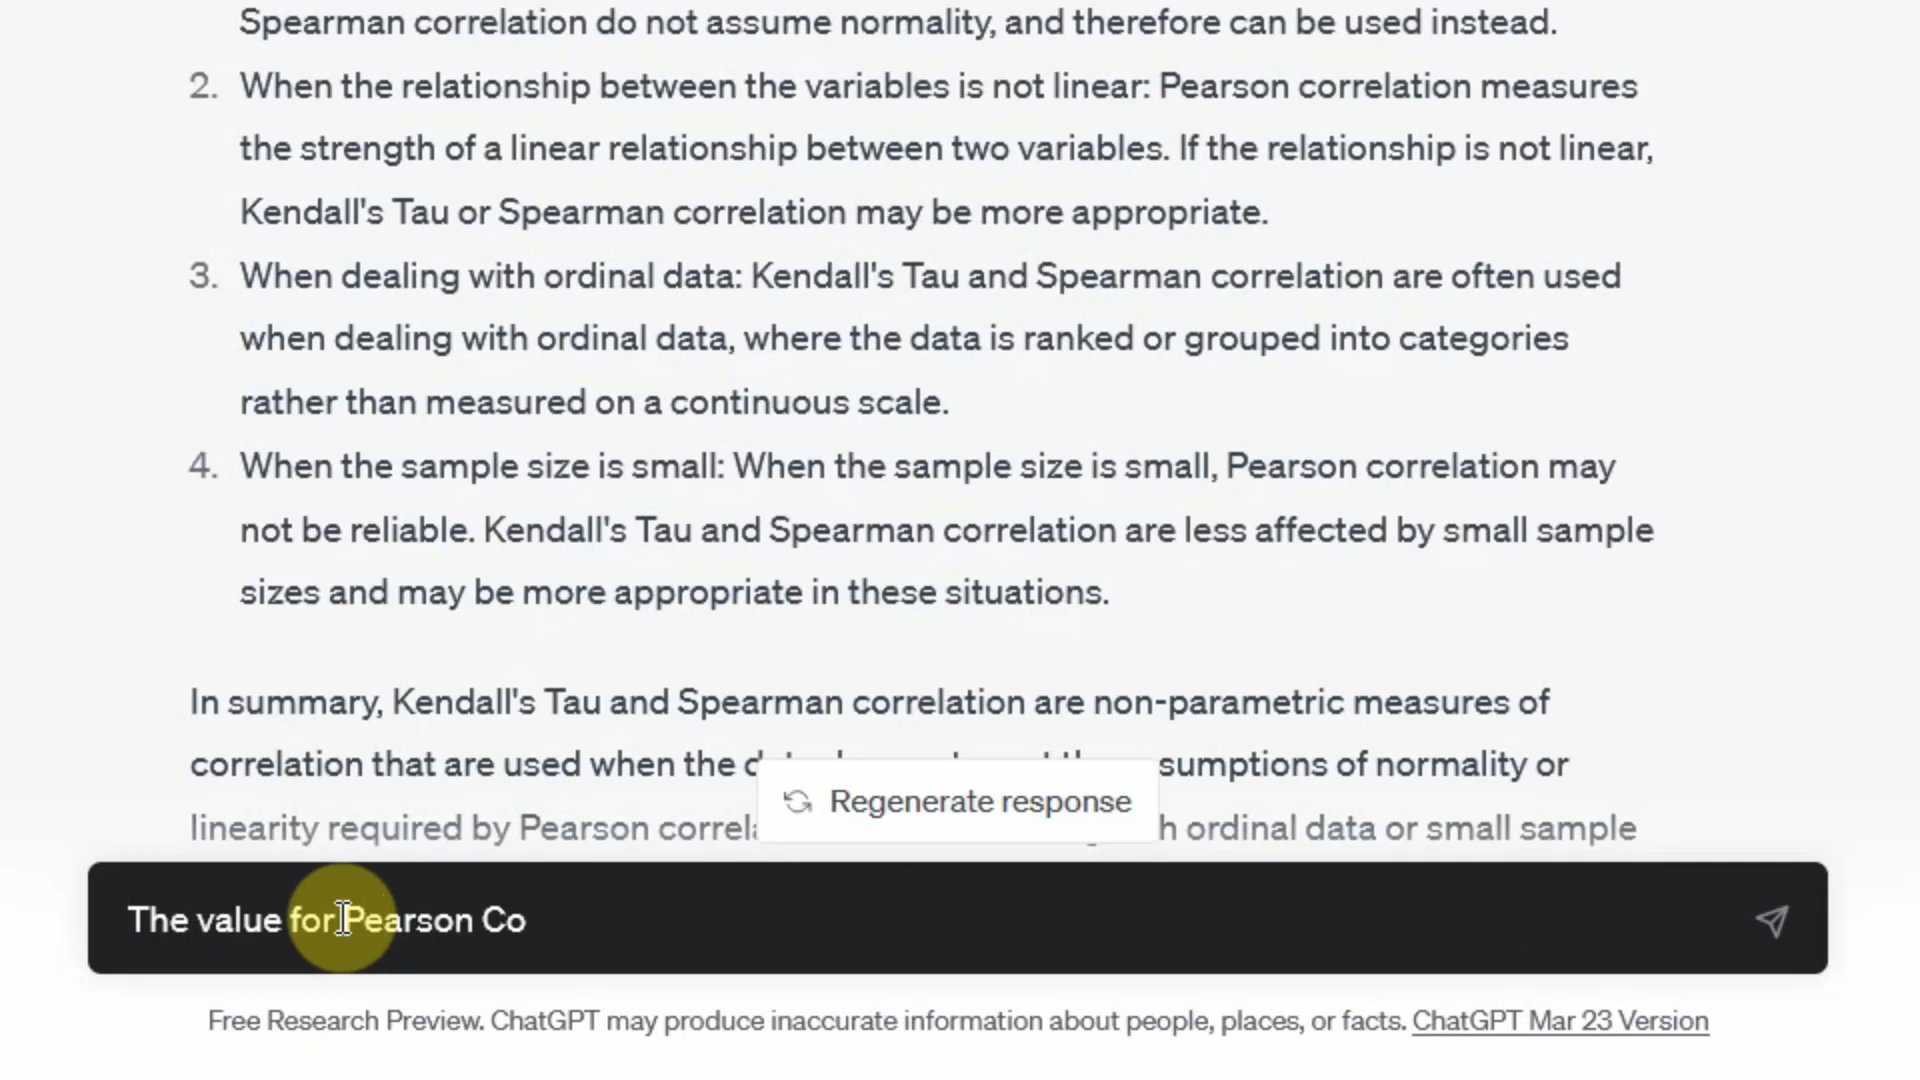 Spearman correlation do not assume normality, and therefore can be used instead.
2. When the relationship between the variables is not linear: Pearson correlation measures
the strength of a linear relationship between two variables. If the relationship is not linear,
Kendall's Tau or Spearman correlation may be more appropriate.
3. When dealing with ordinal data: Kendall's Tau and Spearman correlation are often used
when dealing with ordinal data, where the data is ranked or grouped into categories
rather than measured on a continuous scale.
4. When the sample size is small: When the sample size is small, Pearson correlation may
not be reliable. Kendall's Tau and Spearman correlation are less affected by small sample
sizes and may be more appropriate in these situations.
In summary, Kendall's Tau and Spearman correlation are non-parametric measures of
correlation that are used when the sumptions of normality or
Regenerate response
linearity required by Pearson ordinal data or small sample
The value for Pearson Co
Free Research Preview. ChatGPT may produce inaccurate information about people, places, or facts. ChatGPT Mar 23 Version